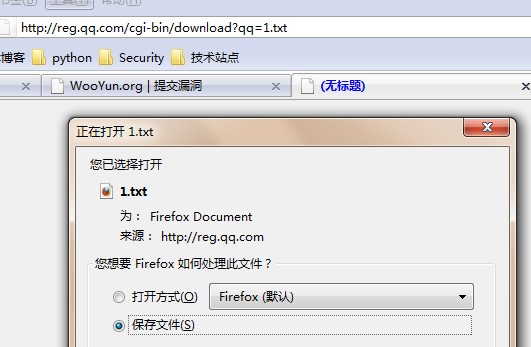 工具(T) 帮助(H)
http://reg.qq.com/cgi-bin/download?qq=1.txt
博客 python Security 技术站点
WooYun.org | 提交漏洞 (无标题)
正在打开 1.txt
您已选择打开
1.txt
为： Firefox Document
来源： http://reg.qq.com
您想要 Firefox 如何处理此文件？
打开方式(O) Firefox (默认)
保存文件(S)